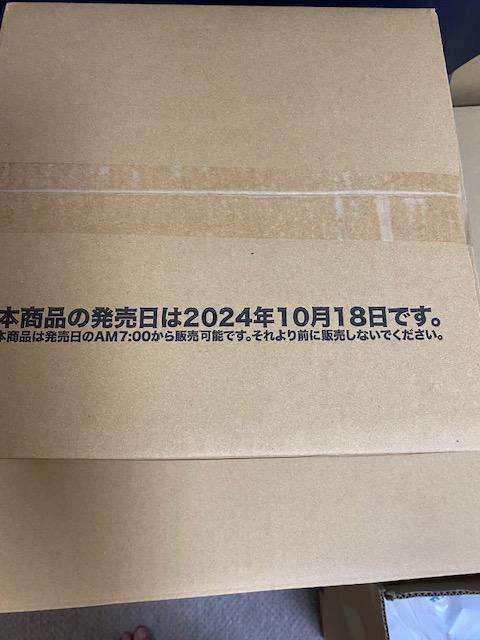 本商品の発売日は2024年10月18日です。
本商品は発売日のAM7:00から販売可能です。それより前に販売しないでください。